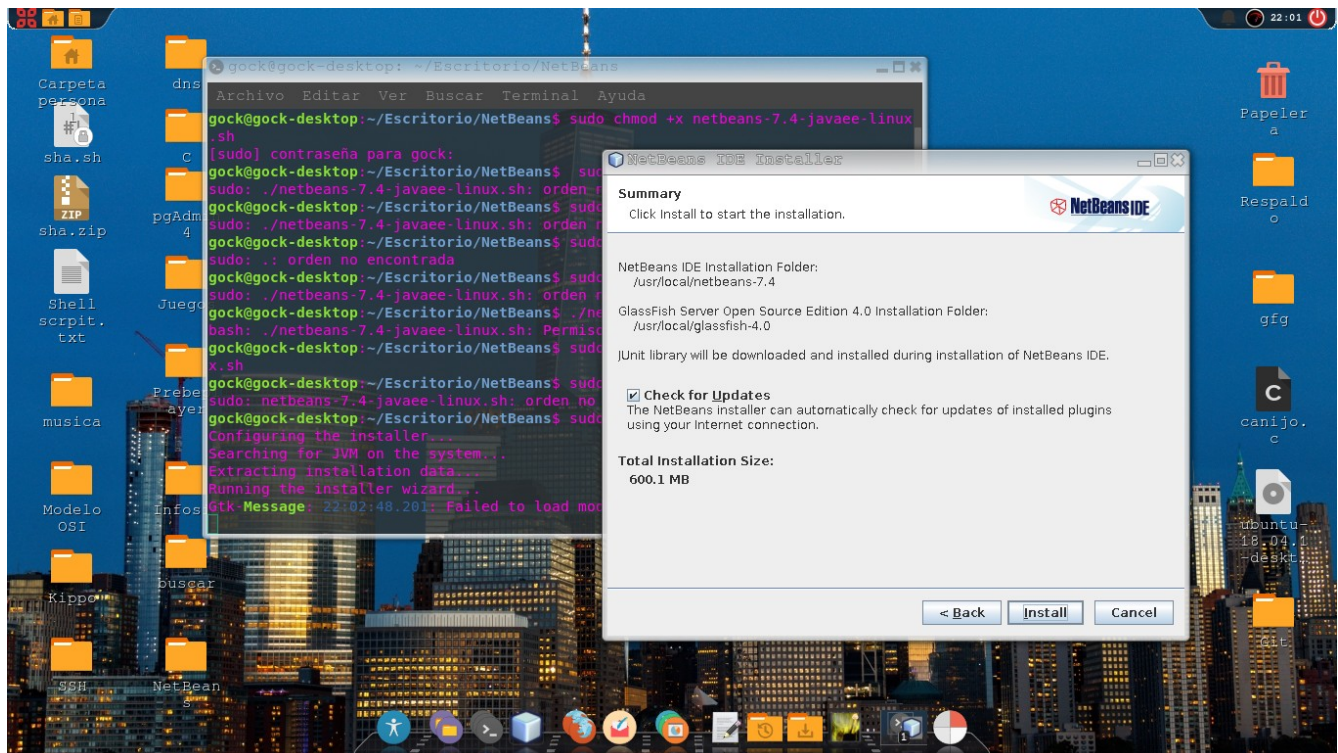 22:01
Carpeta
persona
sha.sh
ZIP
sha.zip
Shell
scrpit.
txt
musica
Modelo
OSI
Kippo
SSH
dns
C
pgAdm
4
Juego
Prebe
ayer
Infos
buscar
NetBean
s
gock@gock-desktop: ~/Escritorio/NetBeans
Archivo Editar Ver Buscar Terminal Ayuda
gock@gock-desktop:~/Escritorio/NetBeans$ sudo chmod +x netbeans-7.4-javaee-linux
.sh
[sudo] contraseña para gock:
gock@gock-desktop:~/Escritorio/NetBeans$ sud
sudo: ./netbeans-7.4-javaee-linux.sh: orden n
gock@gock-desktop:~/Escritorio/NetBeans$ sudo
sudo: ./netbeans-7.4-javaee-linux.sh: orden n
gock@gock-desktop:~/Escritorio/NetBeans$ sudo
sudo: .: orden no encontrada
gock@gock-desktop:~/Escritorio/NetBeans$ sudo
sudo: ./netbeans-7.4-javaee-linux.sh: orden n
gock@gock-desktop:~/Escritorio/NetBeans$ ./ne
bash: ./netbeans-7.4-javaee-linux.sh: Permiso
gock@gock-desktop:~/Escritorio/NetBeans$ sudo
x.sh
gock@gock-desktop:~/Escritorio/NetBeans$ sudo
sudo: netbeans-7.4-javaee-linux.sh: orden no
gock@gock-desktop:~/Escritorio/NetBeans$ sudo
Configuring the installer...
Searching for JVM on the system...
Extracting installation data...
Running the installer wizard...
Gtk-Message: 22:02:48.201: Failed to load mod
NetBeans IDE Installer
Summary
Click Install to start the installation.
NetBeans IDE
NetBeans IDE Installation Folder:
/usr/local/netbeans-7.4
GlassFish Server Open Source Edition 4.0 Installation Folder:
/usr/local/glassfish-4.0
JUnit library will be downloaded and installed during installation of NetBeans IDE.
Check for Updates
The NetBeans installer can automatically check for updates of installed plugins
using your Internet connection.
Total Installation Size:
600.1 MB
< Back
Install
Cancel
Papeler
a
Respald
o
gfg
C
canijo.
c
ubuntu-
18.04.1
-deskt.
Git
1